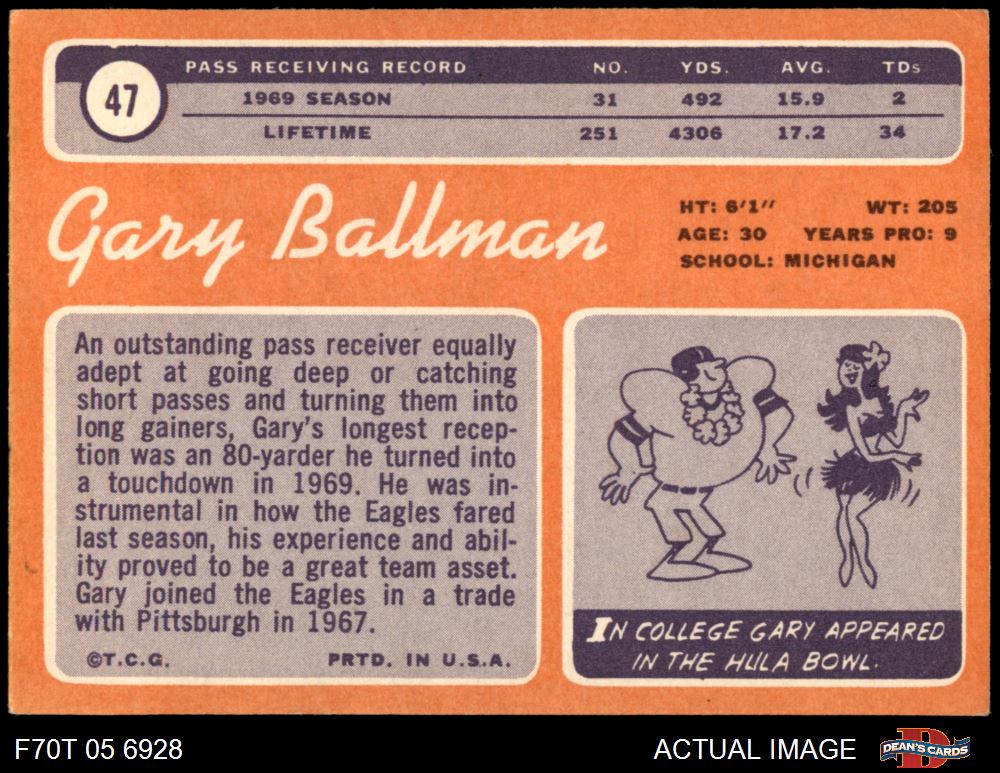 47
PASS RECEIVING RECORD NO. YDS. AVG. TDs
1969 SEASON 31 492 15.9 2
LIFETIME 251 4306 17.2 34
Gary Ballman
HT: 6'1" WT: 205
AGE: 30 YEARS PRO: 9
SCHOOL: MICHIGAN
An outstanding pass receiver equally
adept at going deep or catching
short passes and turning them into
long gainers, Gary's longest recep-
tion was an 80-yarder he turned into
a touchdown in 1969. He was in-
strumental in how the Eagles fared
last season, his experience and abil-
ity proved to be a great team asset.
Gary joined the Eagles in a trade
with Pittsburgh in 1967.
©T.C.G. PRTD. IN U.S.A.
IN COLLEGE GARY APPEARED
IN THE HULA BOWL.
F70T 05 6928 ACTUAL IMAGE DEAN'S CARDS